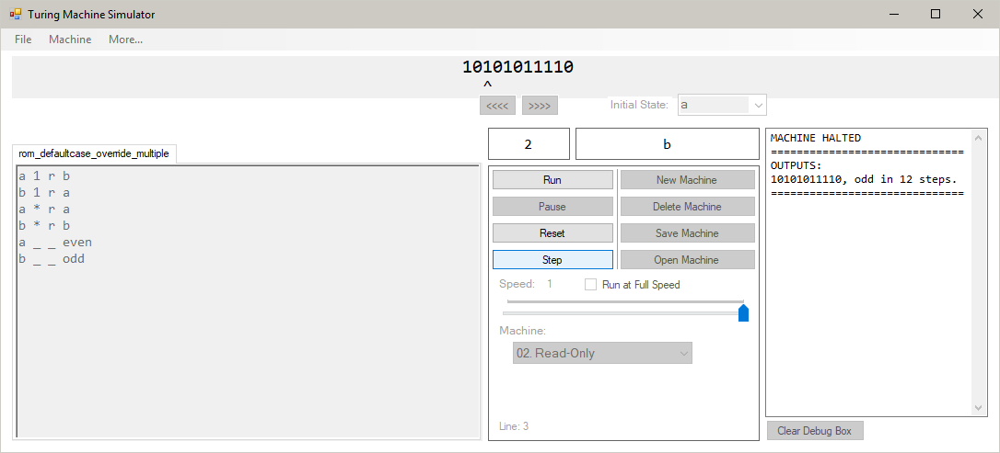 Turing Machine Simulator
File Machine More...
10101011110
^
<<<< >>>> Initial State: a
rom_defaultcase_override_multiple
a 1 r b
b 1 r a
a * r a
b * r b
a _ _ even
b _ _ odd
2 b
Run New Machine
Pause Delete Machine
Reset Save Machine
Step Open Machine
Speed: 1 Run at Full Speed
Machine:
02. Read-Only
Line: 3
MACHINE HALTED
==============================
OUTPUTS:
10101011110, odd in 12 steps.
==============================
Clear Debug Box